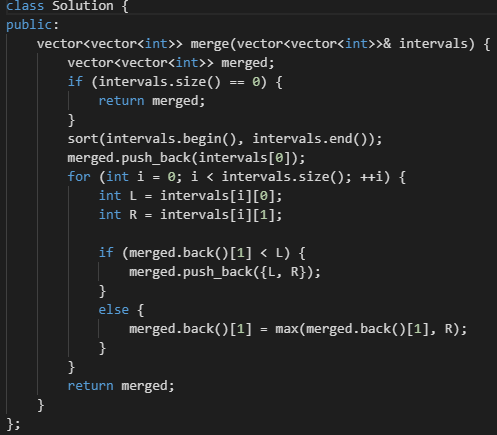 class Solution {
public:
    vector<vector<int>> merge(vector<vector<int>>& intervals) {
        vector<vector<int>> merged;
        if (intervals.size() == 0) {
            return merged;
        }
        sort(intervals.begin(), intervals.end());
        merged.push_back(intervals[0]);
        for (int i = 0; i < intervals.size(); ++i) {
            int L = intervals[i][0];
            int R = intervals[i][1];

            if (merged.back()[1] < L) {
                merged.push_back({L, R});
            }
            else {
                merged.back()[1] = max(merged.back()[1], R);
            }
        }
        return merged;
    }
};